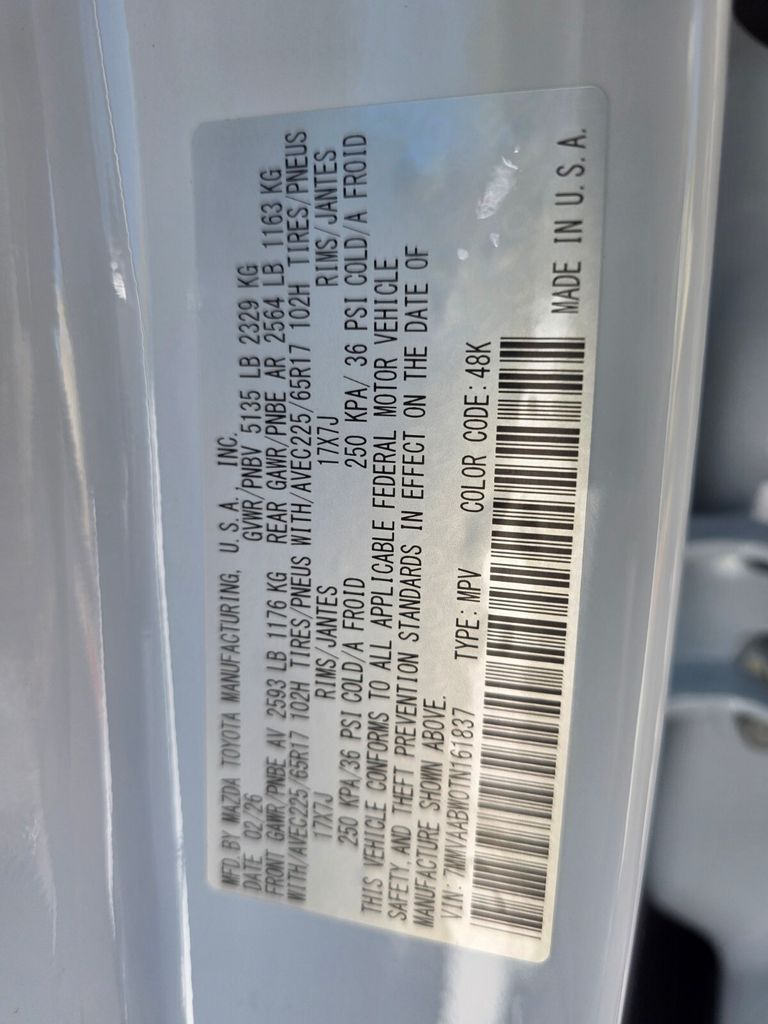 MFD. BY MAZDA TOYOTA MANUFACTURING, U.S.A. INC.
DATE 02/26 GVWR/PNBV 5135 LB 2329 KG
FRONT GAWR/PNBE AV 2593 LB 1176 KG REAR GAWR/PNBE AR 2564 LB 1163 KG
WITH/AVEC225/65R17 102H TIRES/PNEUS WITH/AVEC225/65R17 102H TIRES/PNEUS
17X7J RIMS/JANTES 17X7J RIMS/JANTES
250 KPA/36 PSI COLD/A FROID 250 KPA/ 36 PSI COLD/A FROID
THIS VEHICLE CONFORMS TO ALL APPLICABLE FEDERAL MOTOR VEHICLE
SAFETY, AND THEFT PREVENTION STANDARDS IN EFFECT ON THE DATE OF
MANUFACTURE SHOWN ABOVE.
VIN: 7MMVAABW0TN161837 TYPE: MPV COLOR CODE: 48K
MADE IN U.S.A.